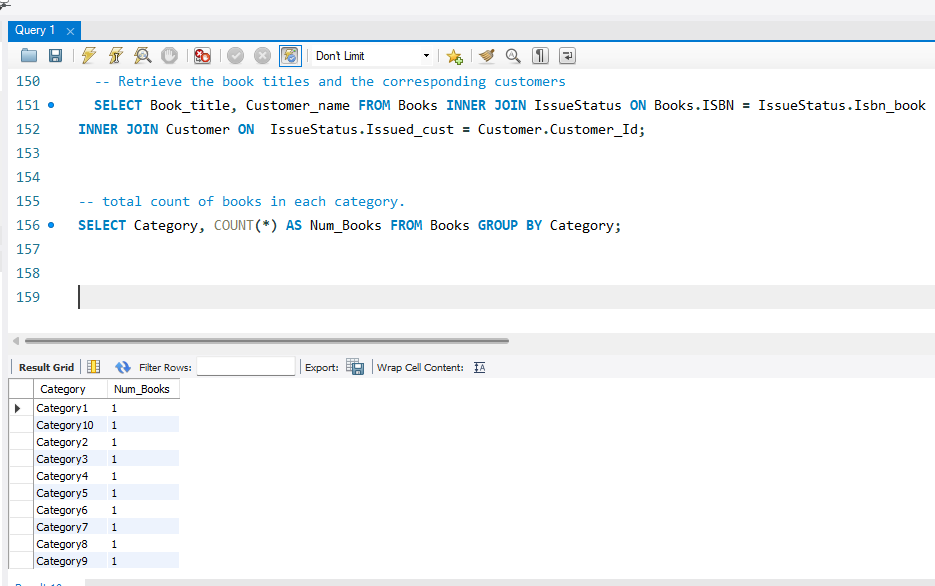 Query 1
Don't Limit
150 -- Retrieve the book titles and the corresponding customers
151 SELECT Book_title, Customer_name FROM Books INNER JOIN IssueStatus ON Books.ISBN = IssueStatus.Isbn_book
152 INNER JOIN Customer ON IssueStatus.Issued_cust = Customer.Customer_Id;
153
154
155 -- total count of books in each category.
156 SELECT Category, COUNT(*) AS Num_Books FROM Books GROUP BY Category;
157
158
159
Result Grid Filter Rows: Export: Wrap Cell Content:
Category Num_Books
Category1 1
Category10 1
Category2 1
Category3 1
Category4 1
Category5 1
Category6 1
Category7 1
Category8 1
Category9 1